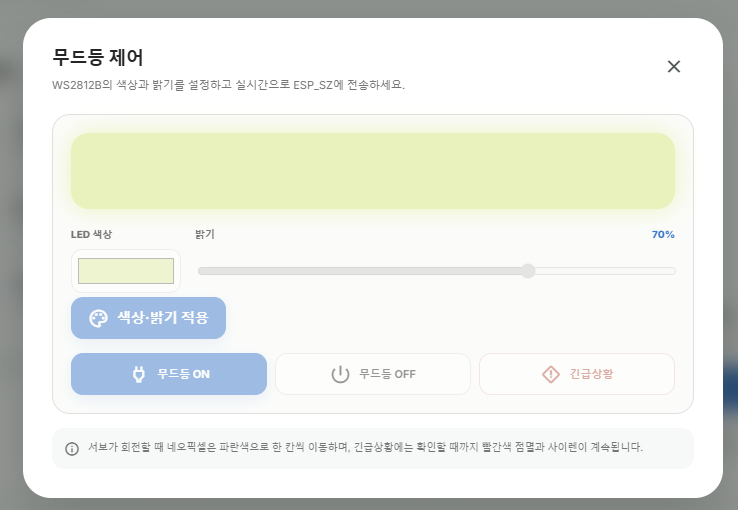 무드등 제어
WS2812B의 색상과 밝기를 설정하고 실시간으로 ESP_SZ에 전송하세요.
LED 색상
밝기
70%
색상·밝기 적용
무드등 ON
무드등 OFF
긴급상황
서보가 회전할 때 네오픽셀은 파란색으로 한 칸씩 이동하며, 긴급상황에는 확인할 때까지 빨간색 점멸과 사이렌이 계속됩니다.